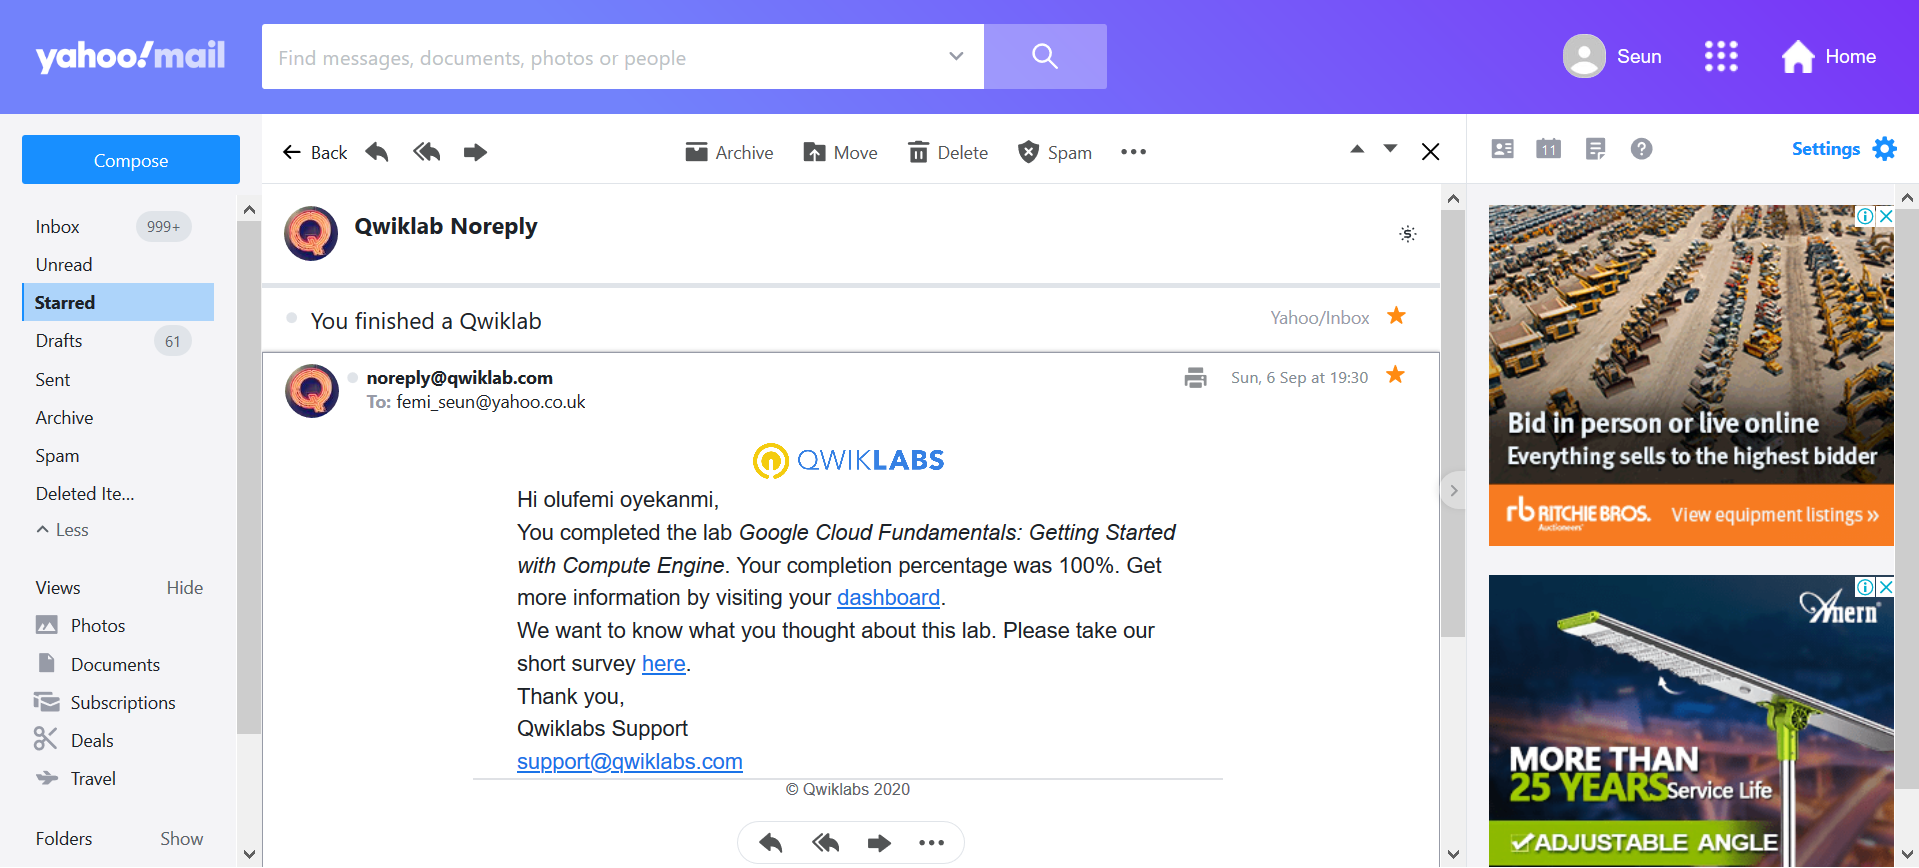 yahoo!mail
Find messages, documents, photos or people
Seun
Home
Compose
Back
Archive
Move
Delete
Spam
11
Settings
Inbox 999+
Unread
Starred
Drafts 61
Sent
Archive
Spam
Deleted Ite...
Less
Views Hide
Photos
Documents
Subscriptions
Deals
Travel
Folders Show
Qwiklab Noreply
You finished a Qwiklab
Yahoo/Inbox
noreply@qwiklab.com
Sun, 6 Sep at 19:30
To: femi_seun@yahoo.co.uk
QWIKLABS
Hi olufemi oyekanmi,
You completed the lab Google Cloud Fundamentals: Getting Started
with Compute Engine. Your completion percentage was 100%. Get
more information by visiting your dashboard.
We want to know what you thought about this lab. Please take our
short survey here.
Thank you,
Qwiklabs Support
support@qwiklabs.com
© Qwiklabs 2020
Bid in person or live online
Everything sells to the highest bidder
rb RITCHIE BROS.
Auctioneers
View equipment listings »
Anern
MORE THAN
25 YEARS Service Life
ADJUSTABLE ANGLE